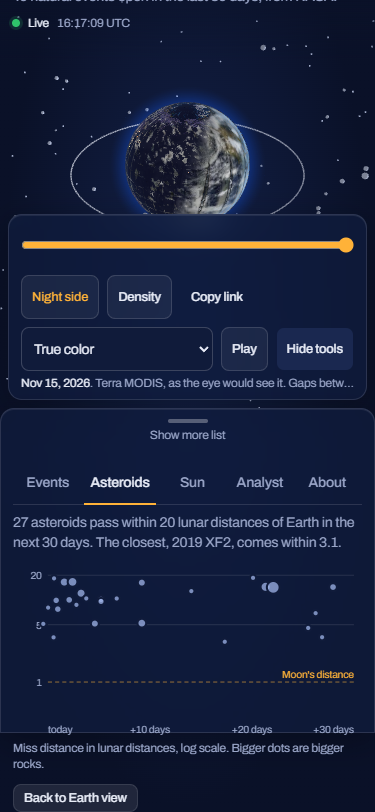 Live 16:17:09 UTC
Night side Density Copy link
True color Play Hide tools
Nov 15, 2026. Terra MODIS, as the eye would see it. Gaps betw...
Show more list
Events Asteroids Sun Analyst About
27 asteroids pass within 20 lunar distances of Earth in the
next 30 days. The closest, 2019 XF2, comes within 3.1.
20
5
Moon's distance
1
today +10 days +20 days +30 days
Miss distance in lunar distances, log scale. Bigger dots are bigger
rocks.
Back to Earth view